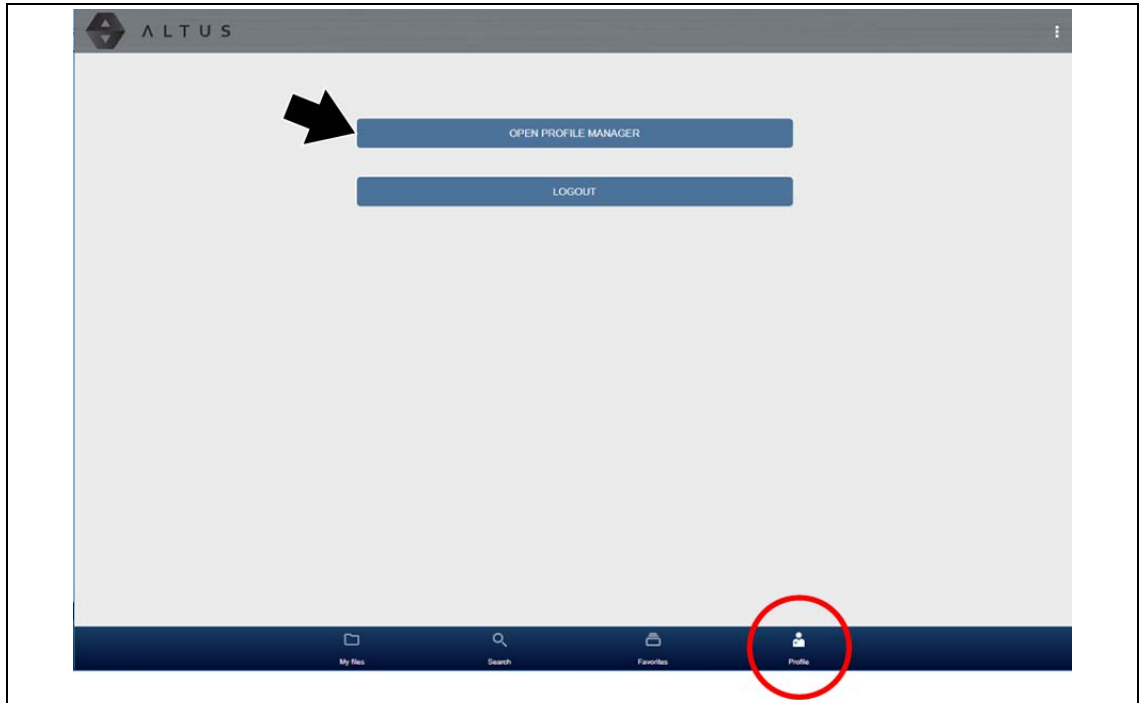 ALTUS
OPEN PROFILE MANAGER
LOGOUT
My files
Search
Favorites
Profile